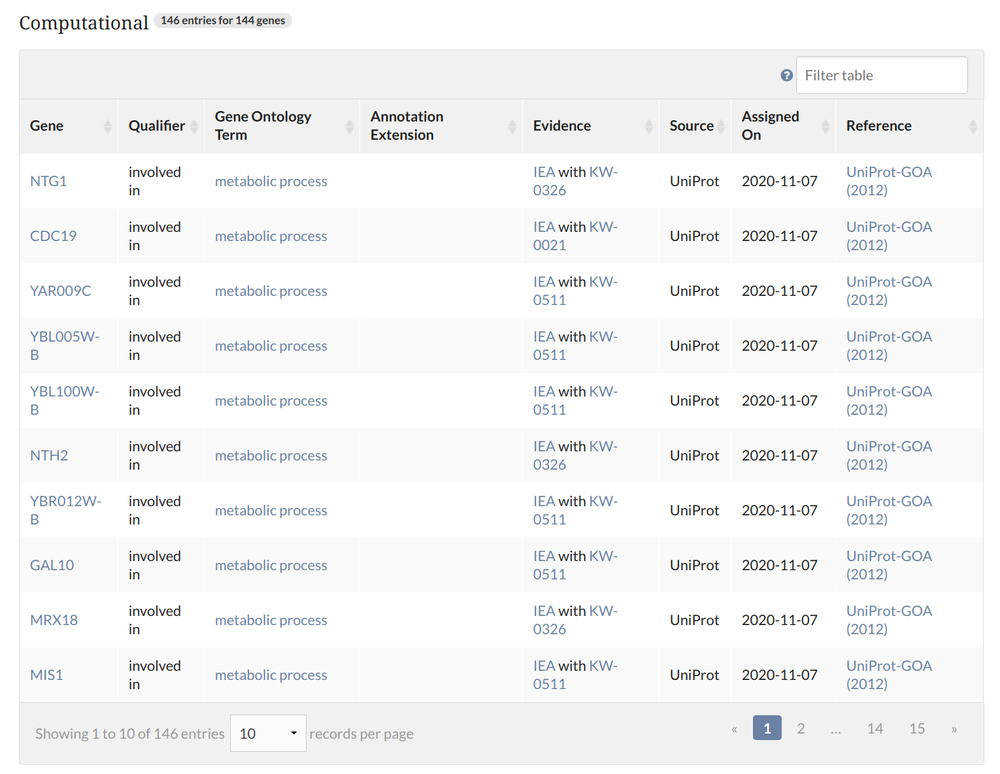 Computational 146 entries for 144 genes
Filter table
Gene Qualifier Gene Ontology Term Annotation Extension Evidence Source Assigned On Reference
NTG1 involved in metabolic process IEA with KW-0326 UniProt 2020-11-07 UniProt-GOA (2012)
CDC19 involved in metabolic process IEA with KW-0021 UniProt 2020-11-07 UniProt-GOA (2012)
YAR009C involved in metabolic process IEA with KW-0511 UniProt 2020-11-07 UniProt-GOA (2012)
YBL005W-B involved in metabolic process IEA with KW-0511 UniProt 2020-11-07 UniProt-GOA (2012)
YBL100W-B involved in metabolic process IEA with KW-0511 UniProt 2020-11-07 UniProt-GOA (2012)
NTH2 involved in metabolic process IEA with KW-0326 UniProt 2020-11-07 UniProt-GOA (2012)
YBR012W-B involved in metabolic process IEA with KW-0511 UniProt 2020-11-07 UniProt-GOA (2012)
GAL10 involved in metabolic process IEA with KW-0511 UniProt 2020-11-07 UniProt-GOA (2012)
MRX18 involved in metabolic process IEA with KW-0326 UniProt 2020-11-07 UniProt-GOA (2012)
MIS1 involved in metabolic process IEA with KW-0511 UniProt 2020-11-07 UniProt-GOA (2012)
Showing 1 to 10 of 146 entries 10 records per page « 1 2 … 14 15 »